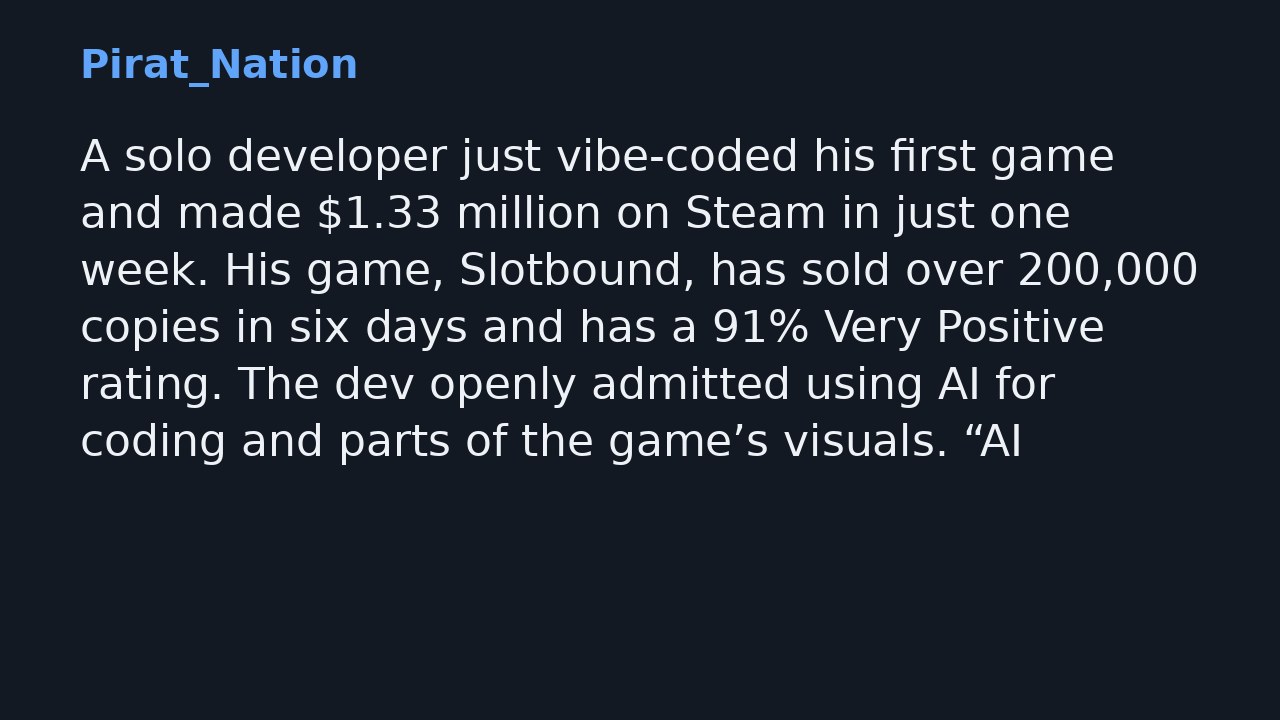 Pirat_Nation
A solo developer just vibe-coded his first game
and made $1.33 million on Steam in just one
week. His game, Slotbound, has sold over 200,000
copies in six days and has a 91% Very Positive
rating. The dev openly admitted using AI for
coding and parts of the game’s visuals. “AI